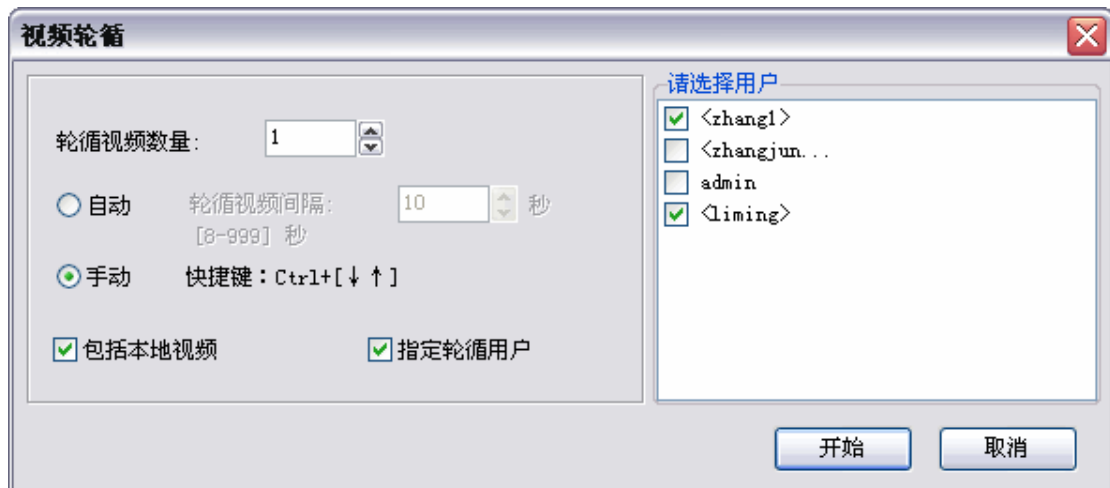 视频轮循
轮循视频数量: 1
自动 轮循视频间隔: 10 秒
[8-999] 秒
手动 快捷键：Ctrl+[↓ ↑]
包括本地视频 指定轮循用户
请选择用户
<zhang1>
<zhangjun...
admin
<liming>
开始 取消